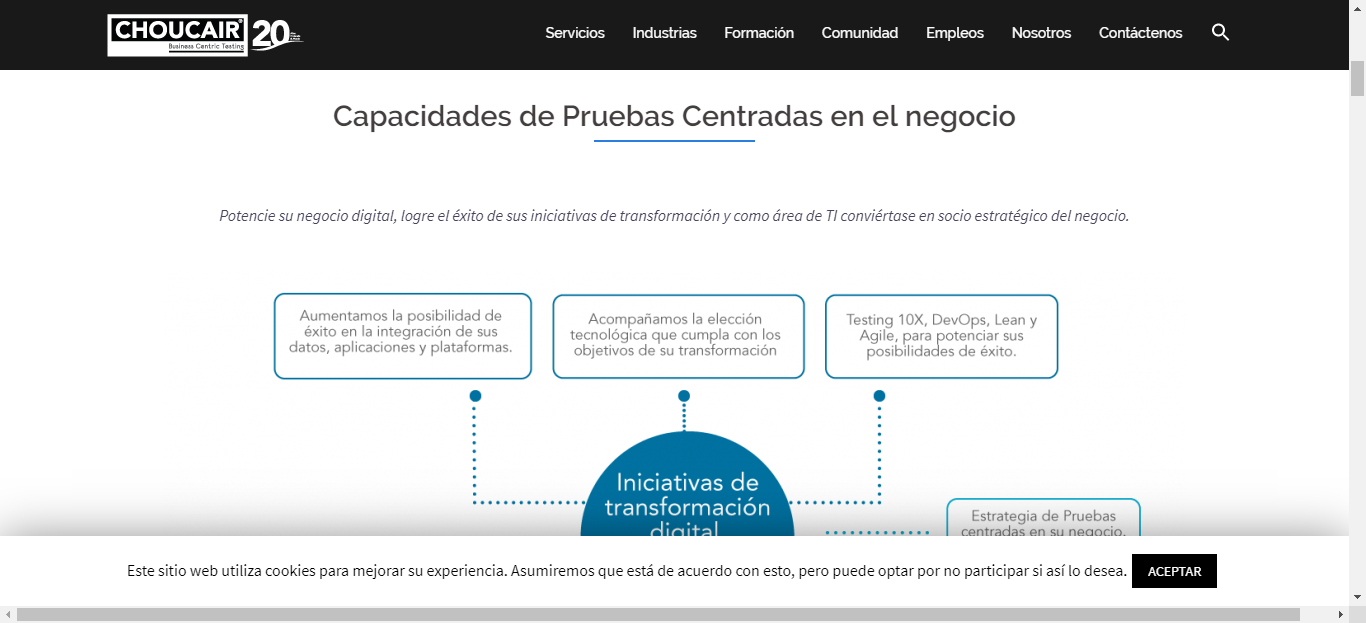 CHOUCAIR
Business Centric Testing
20
Servicios
Industrias
Formación
Comunidad
Empleos
Nosotros
Contáctenos
Capacidades de Pruebas Centradas en el negocio
Potencie su negocio digital, logre el éxito de sus iniciativas de transformación y como área de TI conviértase en socio estratégico del negocio.
Aumentamos la posibilidad de
éxito en la integración de sus
datos, aplicaciones y plataformas.
Acompañamos la elección
tecnológica que cumpla con los
objetivos de su transformación
Testing 10X, DevOps, Lean y
Agile, para potenciar sus
posibilidades de éxito.
Iniciativas de
transformación
digital
Estrategia de Pruebas
centradas en su negocio.
Este sitio web utiliza cookies para mejorar su experiencia. Asumiremos que está de acuerdo con esto, pero puede optar por no participar si así lo desea.
ACEPTAR